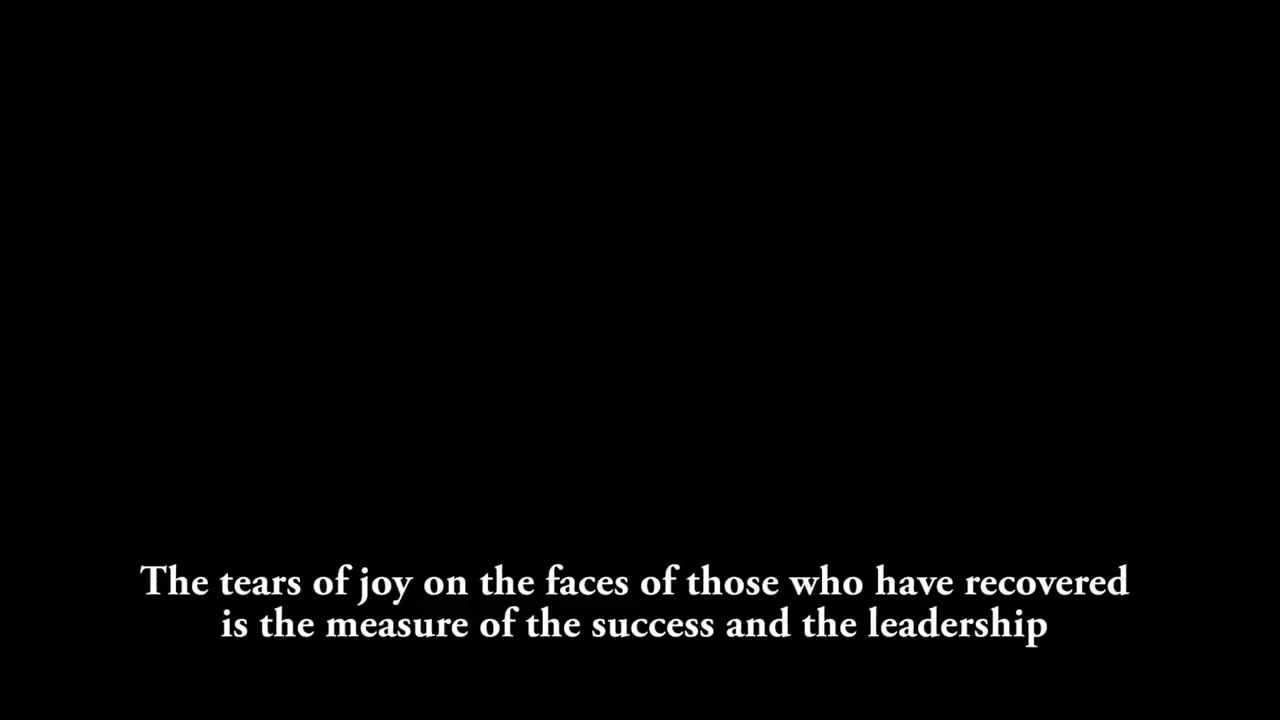 The tears of joy on the faces of those who have recovered
is the measure of the success and the leadership